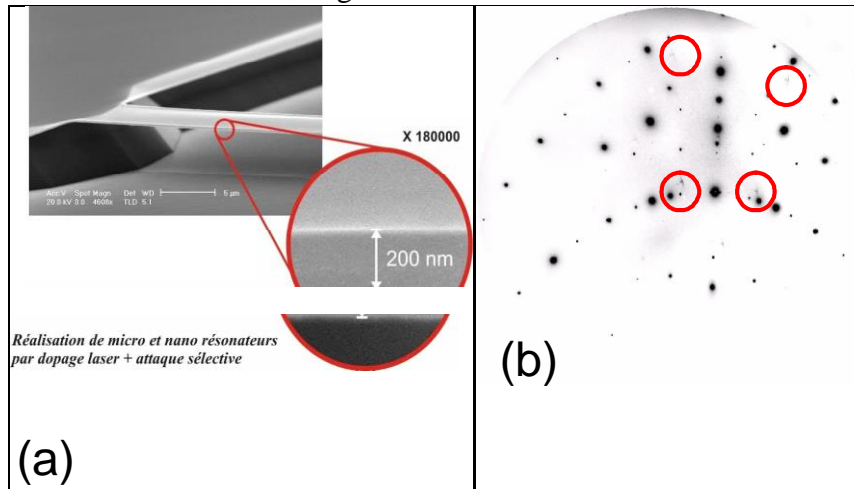 X 180000
Acc.V Spot Magn Det WD 5 µm
20.0 kV 3.0 4608x TLD 5.1
200 nm
Réalisation de micro et nano résonateurs
par dopage laser + attaque sélective
(a)
(b)